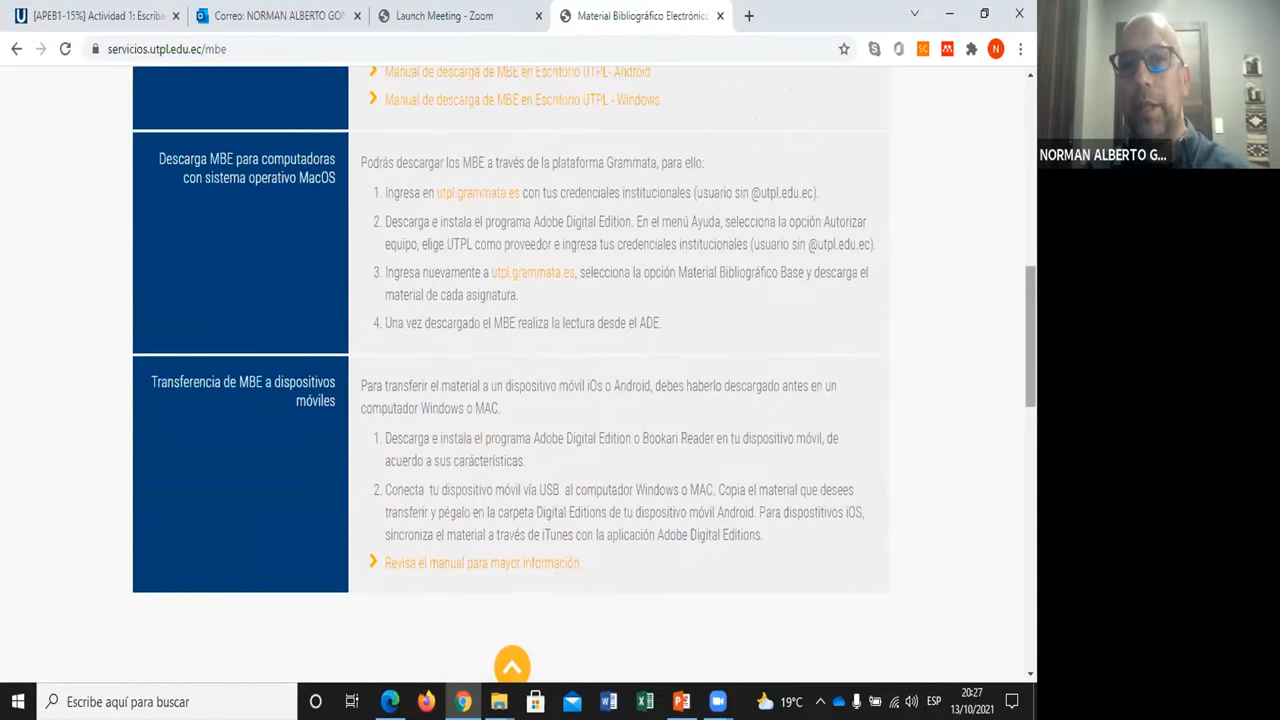 [APEB1-15%] Actividad 1: Escriba
Correo: NORMAN ALBERTO GON
Launch Meeting - Zoom
Material Bibliográfico Electrónico
servicios.utpl.edu.ec/mbe
SC
N
NORMAN ALBERTO G...
Manual de descarga de MBE en Escritorio UTPL- Android
Manual de descarga de MBE en Escritorio UTPL - Windows
Descarga MBE para computadoras
con sistema operativo MacOS
Podrás descargar los MBE a través de la plataforma Grammata, para ello:
1. Ingresa en utpl.grammata.es con tus credenciales institucionales (usuario sin @utpl.edu.ec).
2. Descarga e instala el programa Adobe Digital Edition. En el menú Ayuda, selecciona la opción Autorizar
equipo, elige UTPL como proveedor e ingresa tus credenciales institucionales (usuario sin @utpl.edu.ec).
3. Ingresa nuevamente a utpl.grammata.es, selecciona la opción Material Bibliográfico Base y descarga el
material de cada asignatura.
4. Una vez descargado el MBE realiza la lectura desde el ADE.
Transferencia de MBE a dispositivos
móviles
Para transferir el material a un dispositivo móvil iOs o Android, debes haberlo descargado antes en un
computador Windows o MAC.
1. Descarga e instala el programa Adobe Digital Edition o Bookari Reader en tu dispositivo móvil, de
acuerdo a sus carácterísticas.
2. Conecta tu dispositivo móvil vía USB al computador Windows o MAC. Copia el material que desees
transferir y pégalo en la carpeta Digital Editions de tu dispositivo móvil Android. Para dispostitivos iOS,
sincroniza el material a través de iTunes con la aplicación Adobe Digital Editions.
Revisa el manual para mayor información
Escribe aquí para buscar
19°C
ESP
20:27
13/10/2021